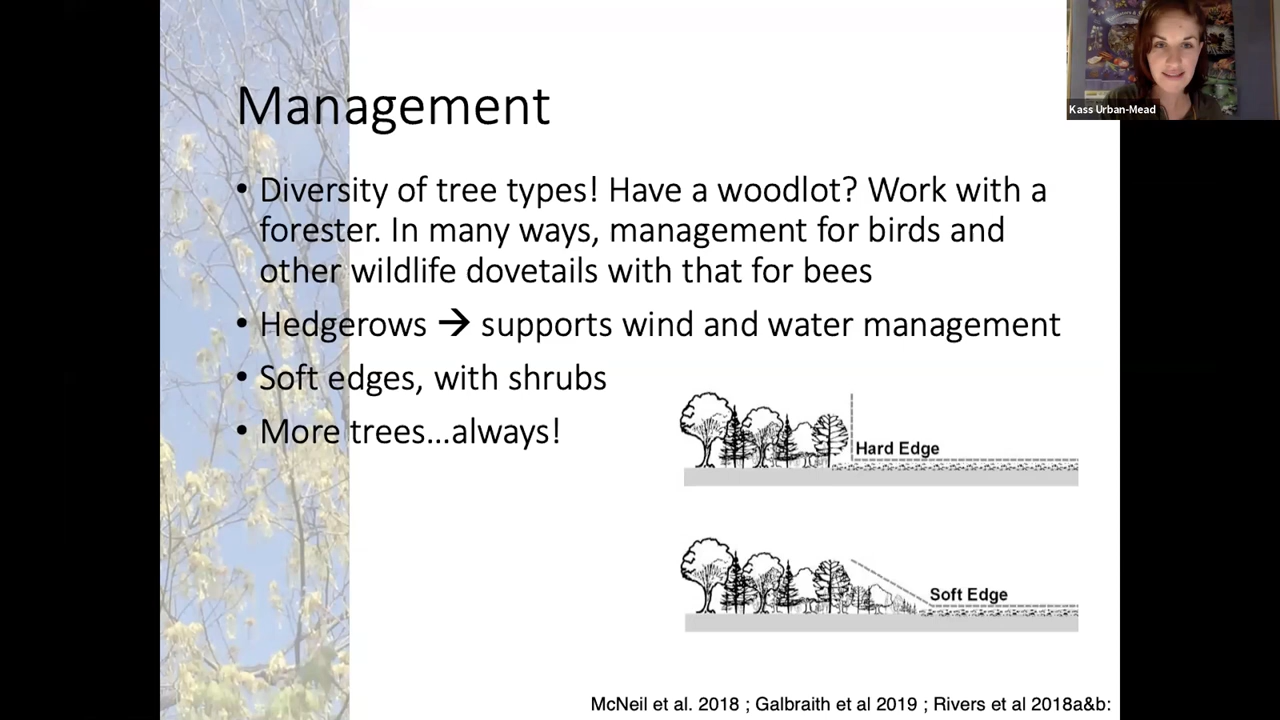 Kass Urban-Mead
Management
• Diversity of tree types! Have a woodlot? Work with a
forester. In many ways, management for birds and
other wildlife dovetails with that for bees
• Hedgerows → supports wind and water management
• Soft edges, with shrubs
• More trees...always!
Hard Edge
Soft Edge
McNeil et al. 2018 ; Galbraith et al 2019 ; Rivers et al 2018a&b: